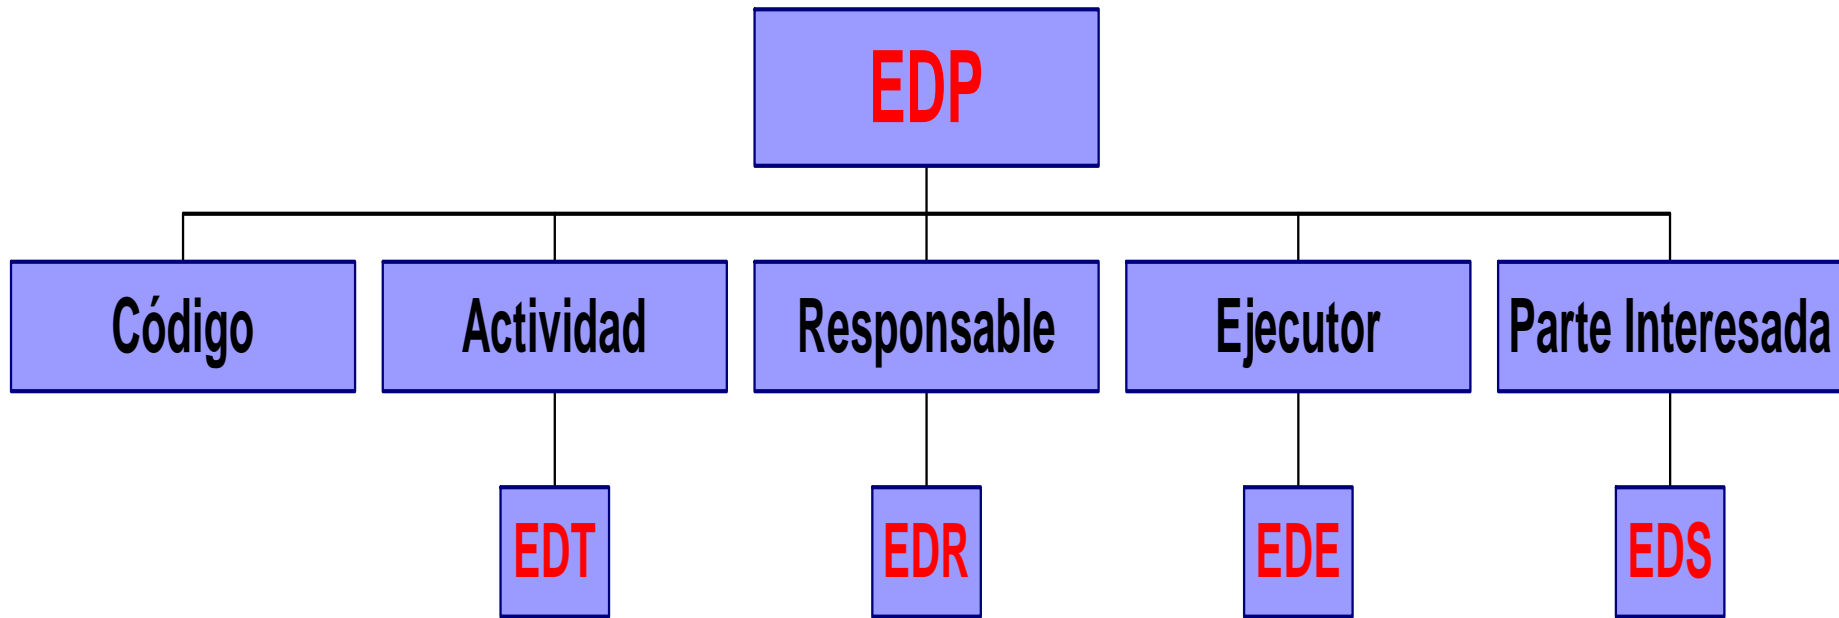 EDP
Código
Actividad
Responsable
Ejecutor
Parte Interesada
EDT
EDR
EDE
EDS